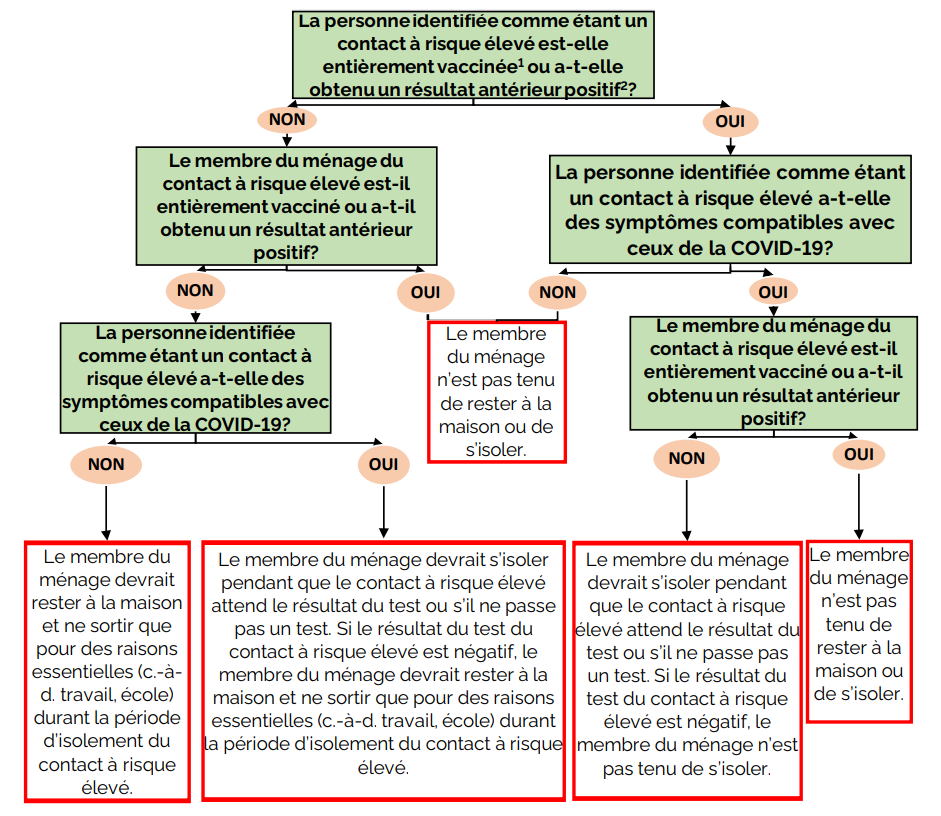 La personne identifiée comme étant un
contact à risque élevé est-elle
entièrement vaccinée¹ ou a-t-elle
obtenu un résultat antérieur positif²?
NON
OUI
Le membre du ménage du
contact à risque élevé est-il
entièrement vacciné ou a-t-il
obtenu un résultat antérieur
positif?
La personne identifiée comme étant
un contact à risque élevé a-t-elle
des symptômes compatibles avec
ceux de la COVID-19?
NON
OUI
NON
OUI
La personne identifiée
comme étant un contact à
risque élevé a-t-elle des
symptômes compatibles avec
ceux de la COVID-19?
Le membre
du ménage
n'est pas tenu
de rester à la
maison ou de
s'isoler.
Le membre du ménage du
contact à risque élevé est-il
entièrement vacciné ou a-t-il
obtenu un résultat antérieur
positif?
NON
OUI
NON
OUI
Le membre du
ménage devrait
rester à la maison
et ne sortir que
pour des raisons
essentielles (c.-à-
d. travail, école)
durant la période
d'isolement du
contact à risque
élevé.
Le membre du ménage devrait s'isoler
pendant que le contact à risque élevé
attend le résultat du test ou s'il ne passe
pas un test. Si le résultat du test du
contact à risque élevé est négatif, le
membre du ménage devrait rester à la
maison et ne sortir que pour des raisons
essentielles (c.-à-d. travail, école) durant
la période d'isolement du contact à risque
élevé.
Le membre du ménage
devrait s'isoler pendant
que le contact à risque
élevé attend le résultat du
test ou s'il ne passe pas
un test. Si le résultat du
test du contact à risque
élevé est négatif, le
membre du ménage n'est
pas tenu de s'isoler.
Le membre
du ménage
n'est pas
tenu de
rester à la
maison ou
de s'isoler.